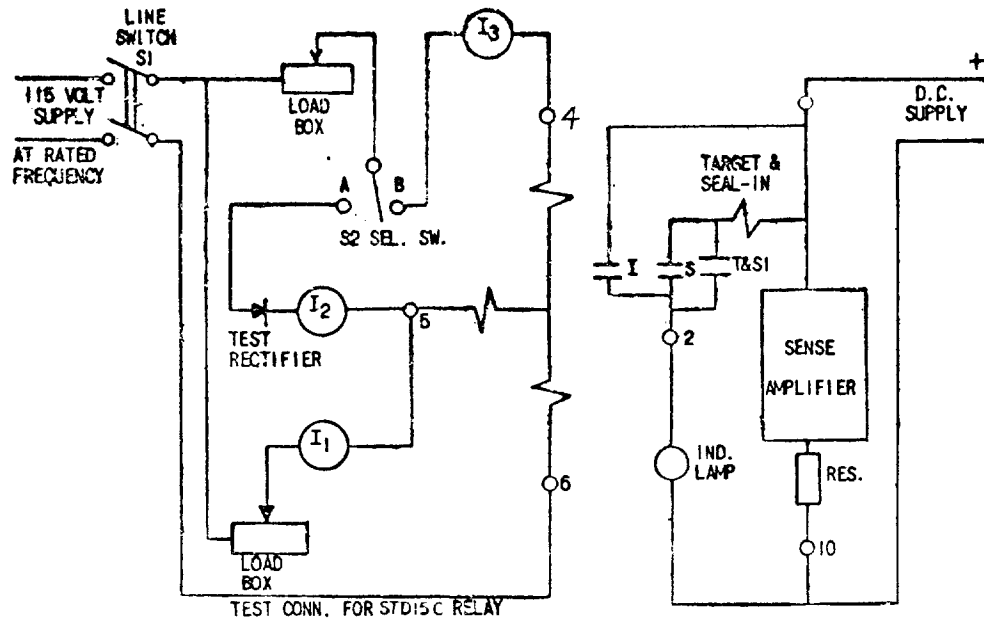 LINE
SWITCH
S1
115 VOLT
SUPPLY
AT RATED
FREQUENCY
LOAD
BOX
I3
4
A
B
S2 SEL. SW.
I2
5
TEST
RECTIFIER
I1
6
LOAD
BOX
TEST CONN. FOR STD15C RELAY
+
D.C.
SUPPLY
TARGET &
SEAL-IN
I
S
T&SI
2
SENSE
AMPLIFIER
IND.
LAMP
RES.
10